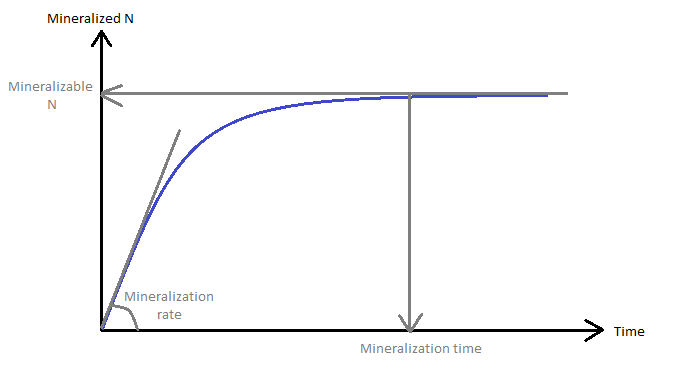 Mineralized N
Mineralizable
N
Mineralization
rate
Time
Mineralization time